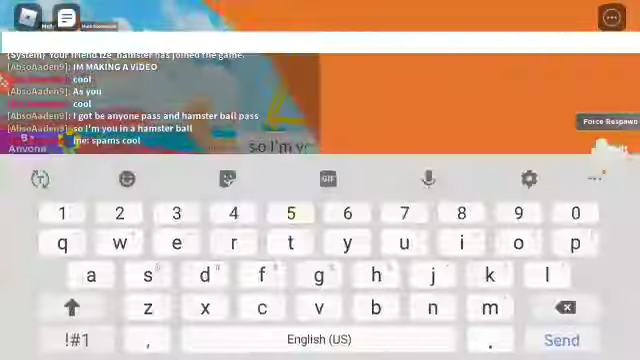 [System] Your friend Ize_hamster has joined the game.
[AbsoAaden9]: IM MAKING A VIDEO
cool
[AbsoAaden9]: As you
cool
[AbsoAaden9]: I got be anyone pass and hamster ball pass
[AbsoAaden9]: so I'm you in a hamster ball
me: spams cool
Be
Anyone
so I'm yo
Force Respawn
GIF
1 2 3 4 5 6 7 8 9 0
q w e r t y u i o p
a s d f g h j k l
z x c v b n m
!#1 , English (US) . Send